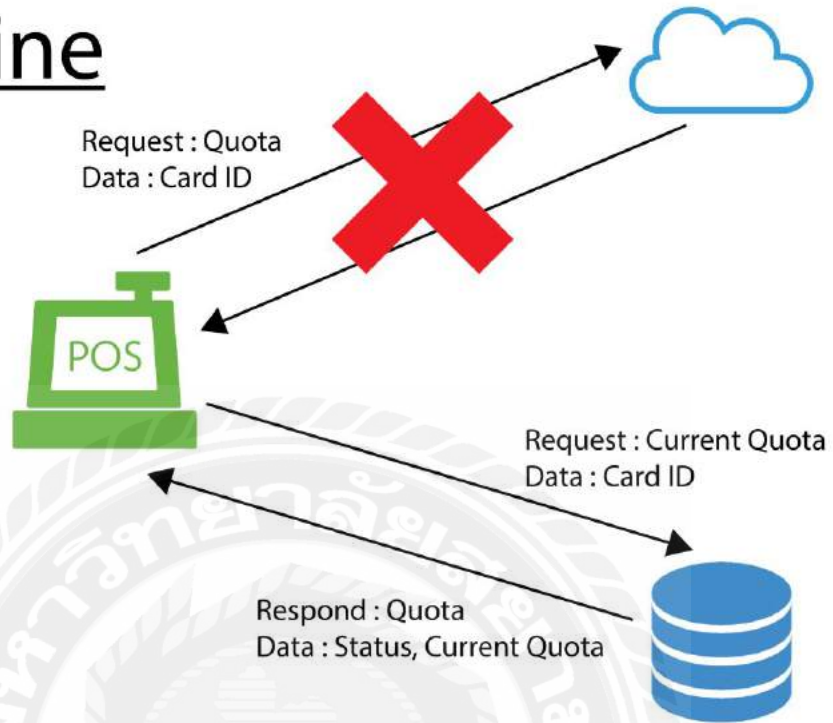 ine
Request : Quota
Data : Card ID
POS
Request : Current Quota
Data : Card ID
Respond : Quota
Data : Status, Current Quota